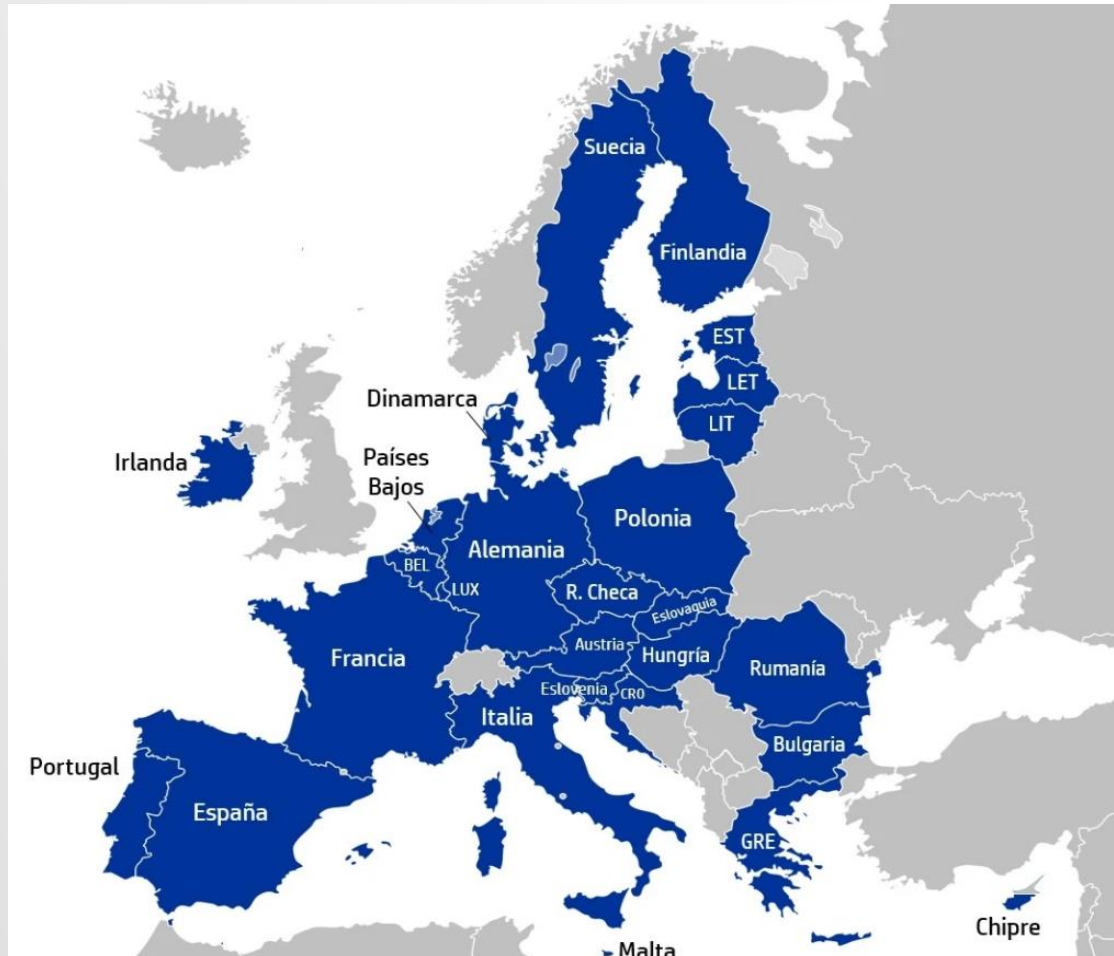 Suecia
Finlandia
EST
LET
LIT
Dinamarca
Irlanda
Países
Bajos
Polonia
Alemania
BEL
LUX
R. Checa
Eslovaquia
Austria
Hungría
Francia
Rumanía
Eslovenia
CRO
Italia
Bulgaria
Portugal
España
GRE
Chipre
Malta